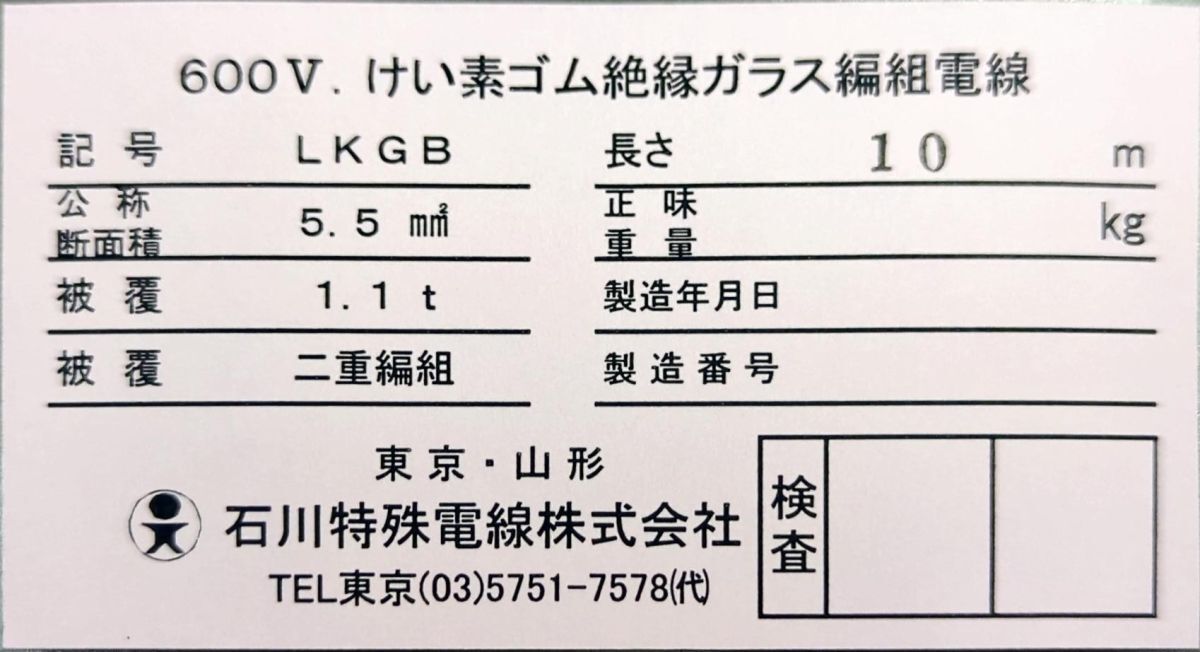 600V.けい素ゴム絶縁ガラス編組電線
記号 LKGB
公称断面積 5.5 m㎡
被覆 1.1t
被覆 二重編組
長さ 10 m
正味重量 kg
製造年月日
製造番号
東京・山形
石川特殊電線株式会社
TEL東京(03)5751-7578㈹
検査